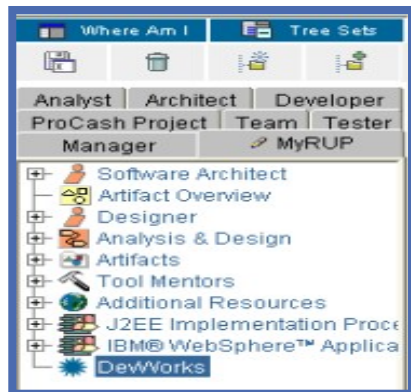 Where Am I Tree Sets
Analyst Architect Developer
ProCash Project Team Tester
Manager MyRUP
Software Architect
Artifact Overview
Designer
Analysis & Design
Artifacts
Tool Mentors
Additional Resources
J2EE Implementation Proce
IBM® WebSphere™ Applica
DevWorks